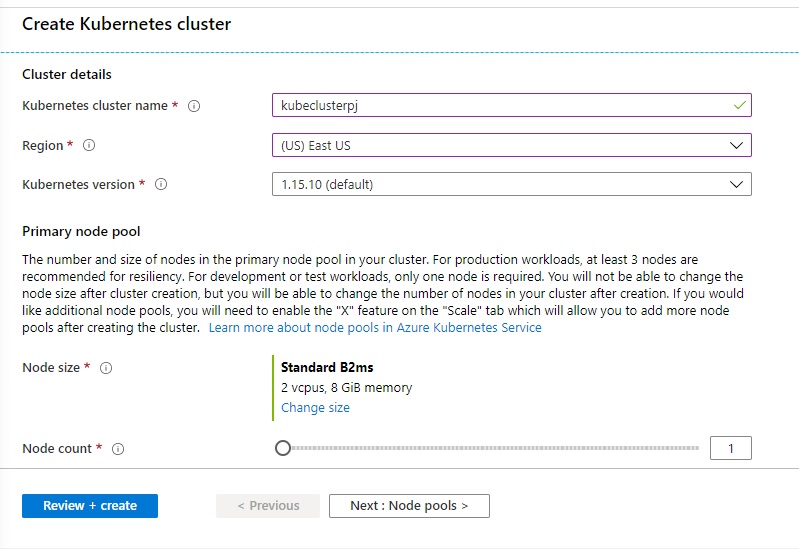 Create Kubernetes cluster
Cluster details
Kubernetes cluster name *
kubeclusterpj
Region *
(US) East US
Kubernetes version *
1.15.10 (default)
Primary node pool
The number and size of nodes in the primary node pool in your cluster. For production workloads, at least 3 nodes are
recommended for resiliency. For development or test workloads, only one node is required. You will not be able to change the
node size after cluster creation, but you will be able to change the number of nodes in your cluster after creation. If you would
like additional node pools, you will need to enable the "X" feature on the "Scale" tab which will allow you to add more node
pools after creating the cluster. Learn more about node pools in Azure Kubernetes Service
Node size *
Standard B2ms
2 vcpus, 8 GiB memory
Change size
Node count *
1
Review + create
< Previous
Next : Node pools >